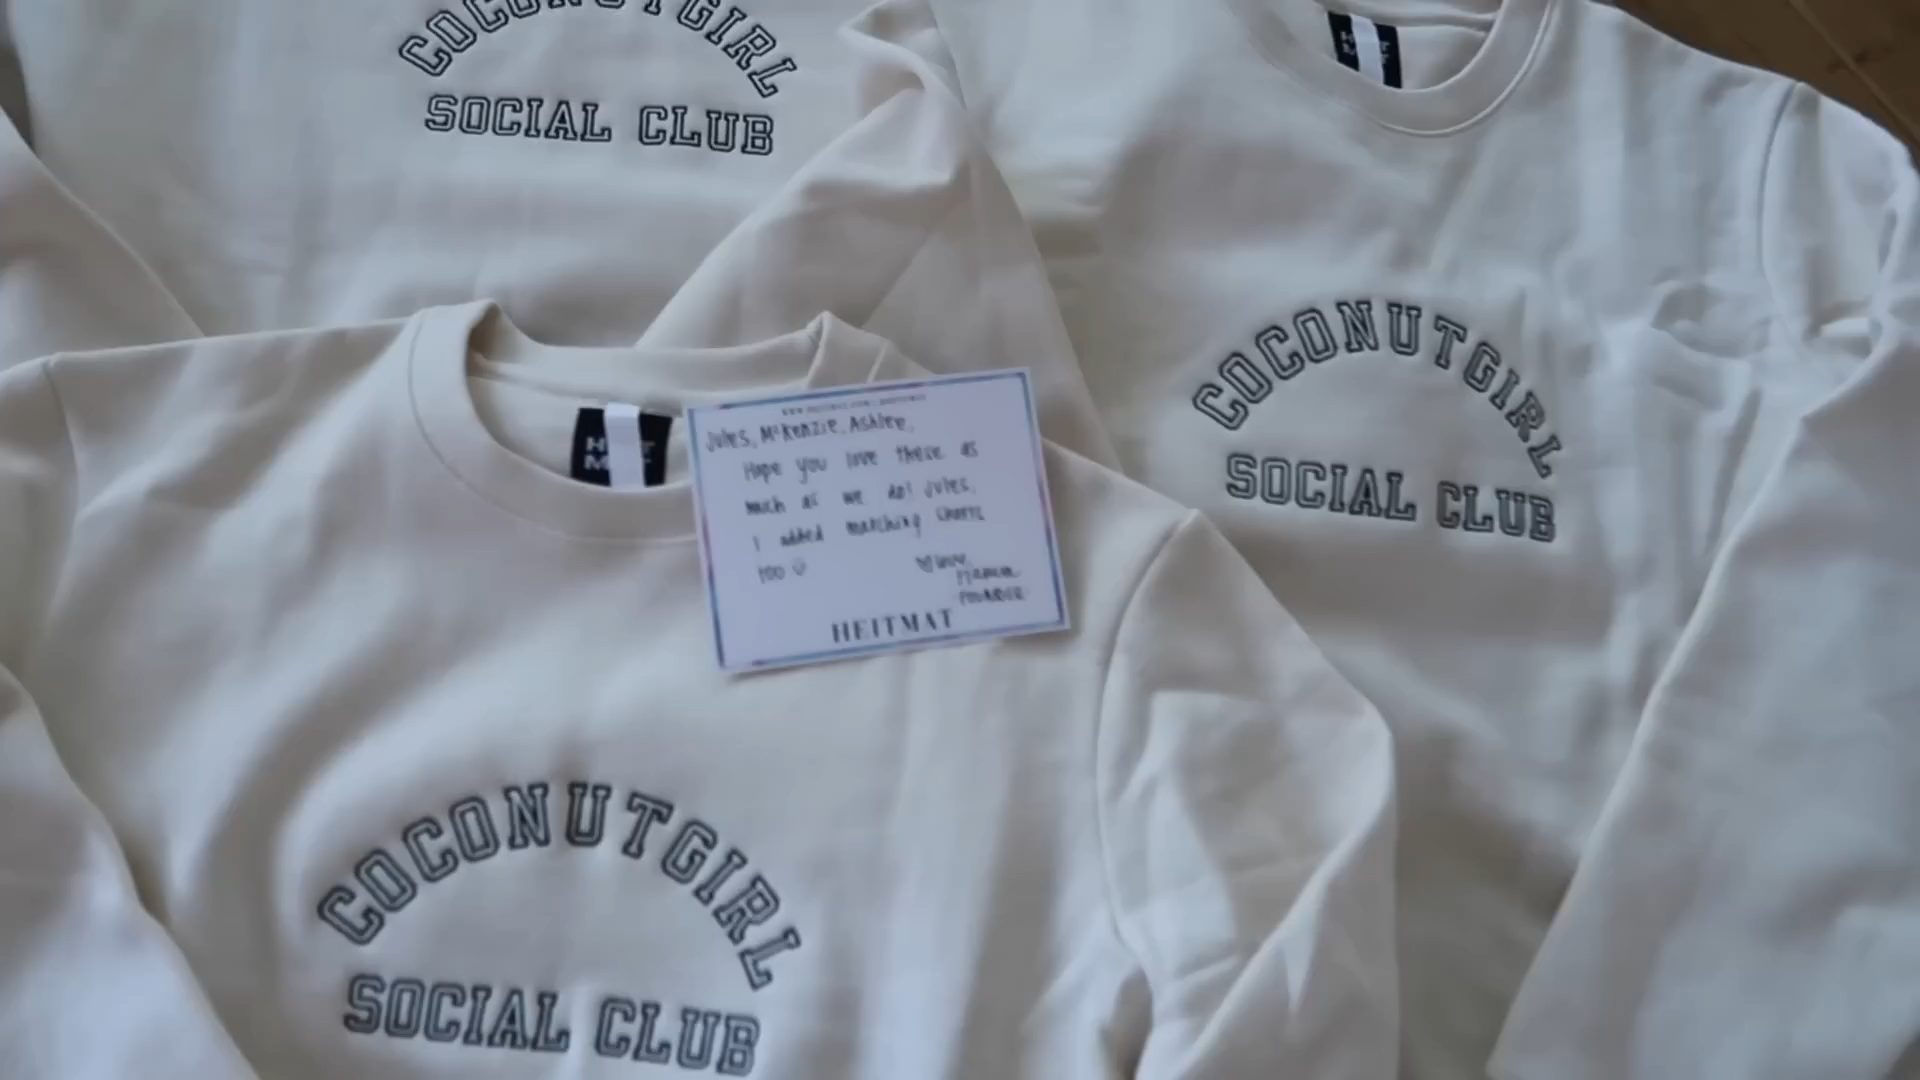 COCONUTGIRL
SOCIAL CLUB
COCONUTGIRL
SOCIAL CLUB
Jules, McKenzie, Ashlee,
Hope you love these as
much as we do! Jules,
I added matching shorts
too
HEITMAT
COCONUTGIRL
SOCIAL CLUB